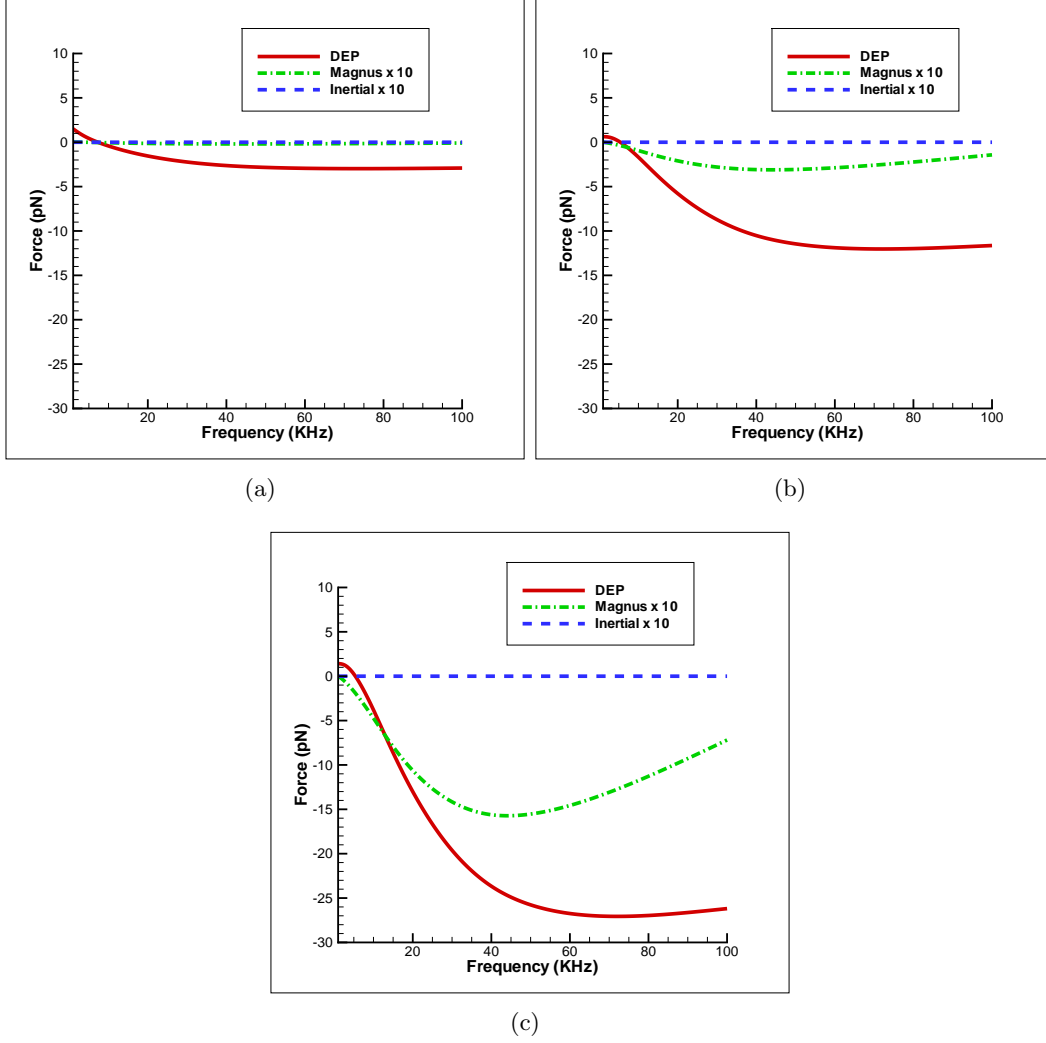 DEP
Magnus x 10
Inertial x 10
10
5
0
-5
-10
-15
-20
-25
-30
Force (pN)
20
40
60
80
100
Frequency (KHz)
(a)
DEP
Magnus x 10
Inertial x 10
10
5
0
-5
-10
-15
-20
-25
-30
Force (pN)
20
40
60
80
100
Frequency (KHz)
(b)
DEP
Magnus x 10
Inertial x 10
10
5
0
-5
-10
-15
-20
-25
-30
Force (pN)
20
40
60
80
100
Frequency (KHz)
(c)